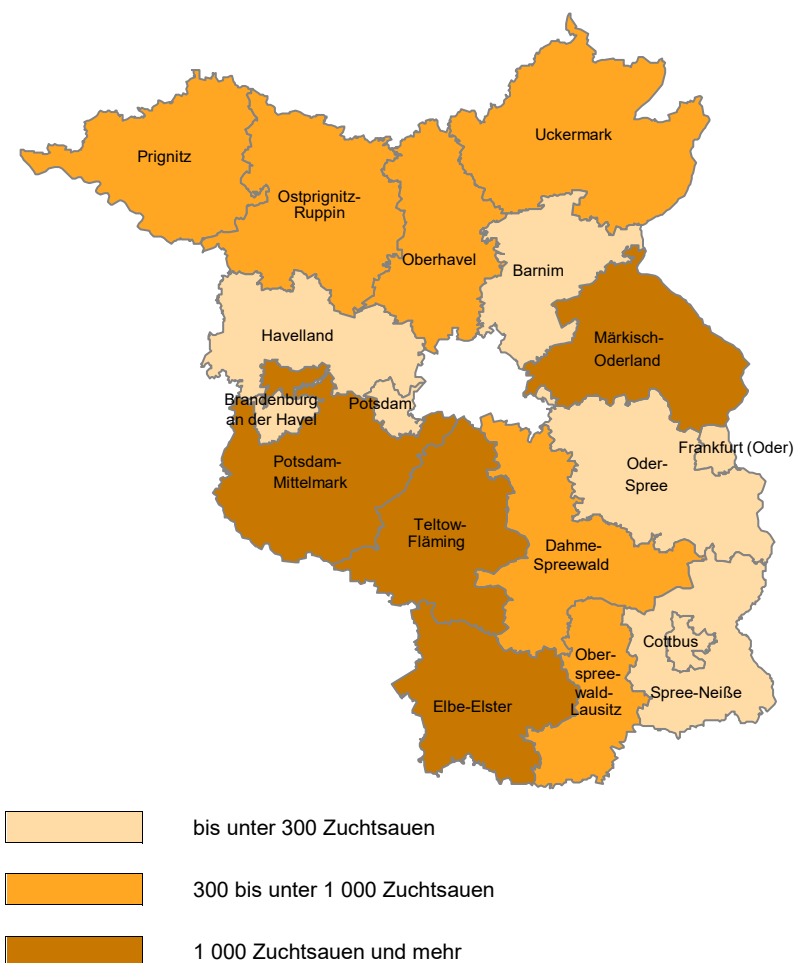 Uckermark
Prignitz
Ostprignitz-
Ruppin
Oberhavel
Barnim
Havelland
Märkisch-
Oderland
Brandenburg
an der Havel
Potsdam
Frankfurt (Oder)
Potsdam-
Mittelmark
Oder-
Spree
Teltow-
Fläming
Dahme-
Spreewald
Cottbus
Ober-
spree-
wald-
Lausitz
Spree-Neiße
Elbe-Elster
bis unter 300 Zuchtsauen
300 bis unter 1 000 Zuchtsauen
1 000 Zuchtsauen und mehr